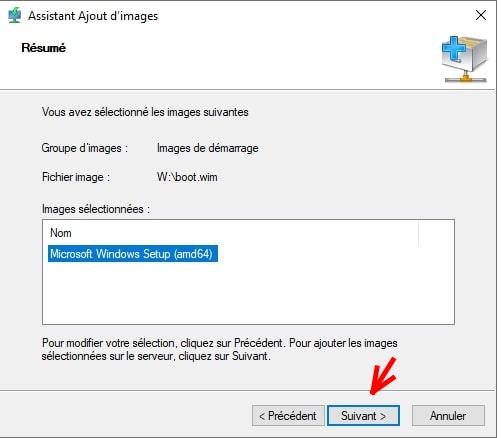 Assistant Ajout d'images
Résumé
Vous avez sélectionné les images suivantes
Groupe d'images : Images de démarrage
Fichier image : W:\boot.wim
Images sélectionnées :
Nom
Microsoft Windows Setup (amd64)
Pour modifier votre sélection, cliquez sur Précédent. Pour ajouter les images
sélectionnées sur le serveur, cliquez sur Suivant.
< Précédent Suivant > Annuler